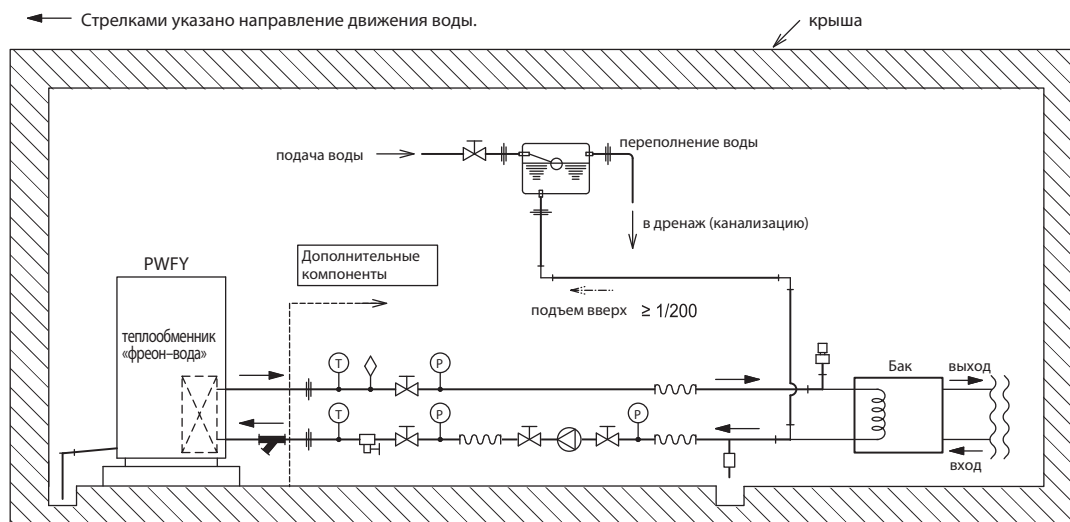 Стрелками указано направление движения воды.
крыша
подача воды
переполнение воды
в дренаж (канализацию)
PWFY
Дополнительные
компоненты
подъем вверх ≥ 1/200
теплообменник
«фреон–вода»
T
P
Бак
выход
T
P
P
вход